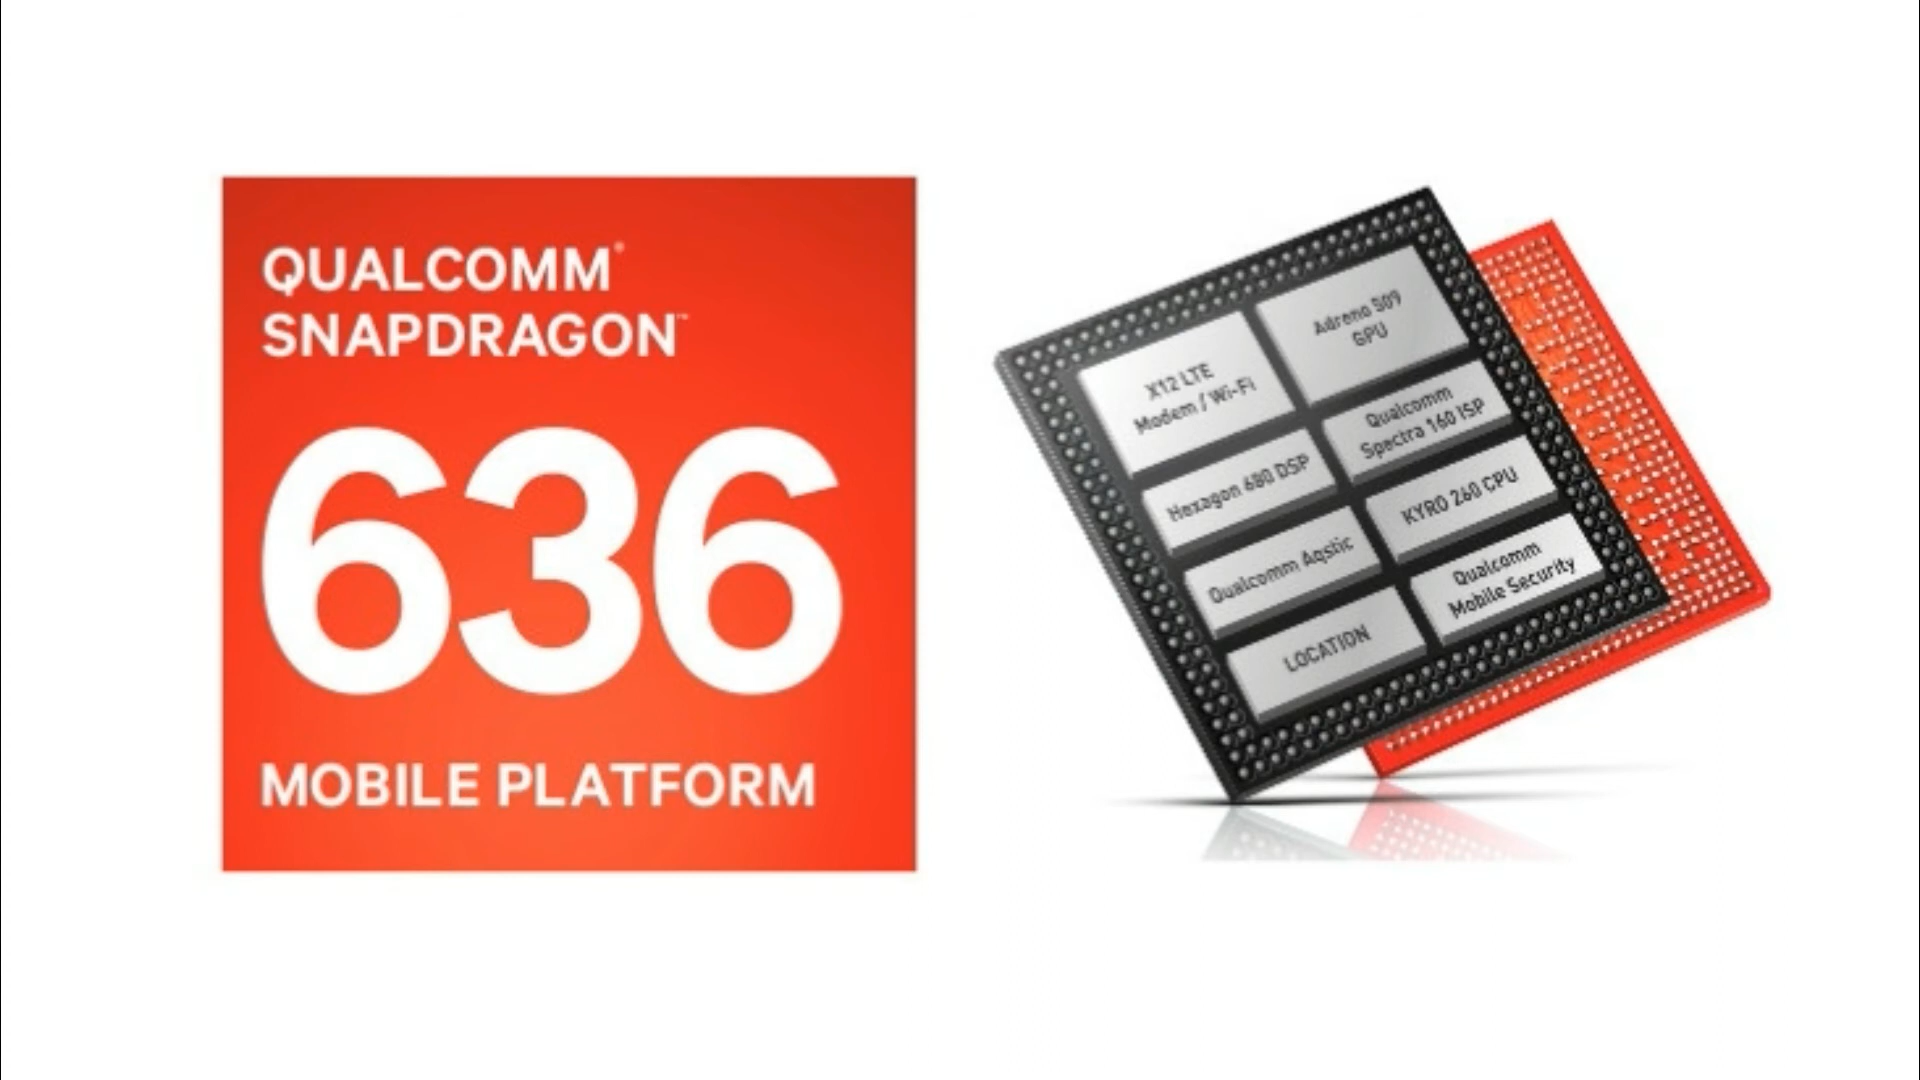 QUALCOMM®
SNAPDRAGON™
636
MOBILE PLATFORM
X12 LTE
Modem / Wi-Fi
Adreno 509
GPU
Hexagon 680 DSP
Qualcomm
Spectra 160 ISP
Qualcomm Aqstic
KYRO 260 CPU
LOCATION
Qualcomm
Mobile Security